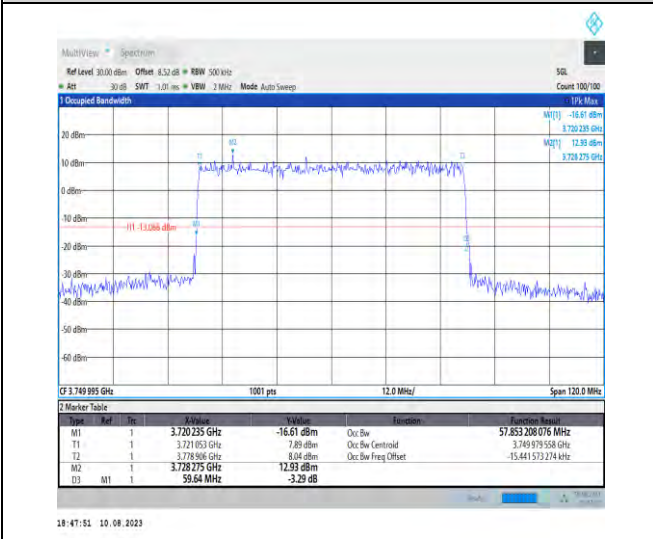 MultiView Spectrum
Ref Level 30.00 dBm Offset 8.52 dB RBW 500 kHz SGL
Att 30 dB SWT 1.01 ms VBW 2 MHz Mode Auto Sweep Count 100/100
1 Occupied Bandwidth 1Pk Max
M1[1] -16.61 dBm
3.720 235 GHz
M2[1] 12.93 dBm
3.728 275 GHz
20 dBm
M2
T1 T2
10 dBm
0 dBm
-10 dBm
H1 -13.066 dBm
-20 dBm
-30 dBm
-40 dBm
-50 dBm
-60 dBm
CF 3.749 995 GHz 1001 pts 12.0 MHz/ Span 120.0 MHz
2 Marker Table
Type Ref Trc X-Value Y-Value Function Function Result
M1 1 3.720 235 GHz -16.61 dBm Occ Bw 57.853 208 076 MHz
T1 1 3.721 053 GHz 7.89 dBm Occ Bw Centroid 3.749 979 558 GHz
T2 1 3.778 906 GHz 8.04 dBm Occ Bw Freq Offset -15.441 573 274 kHz
M2 1 3.728 275 GHz 12.93 dBm
D3 M1 1 59.64 MHz -3.29 dB
18:47:51 10.08.2023